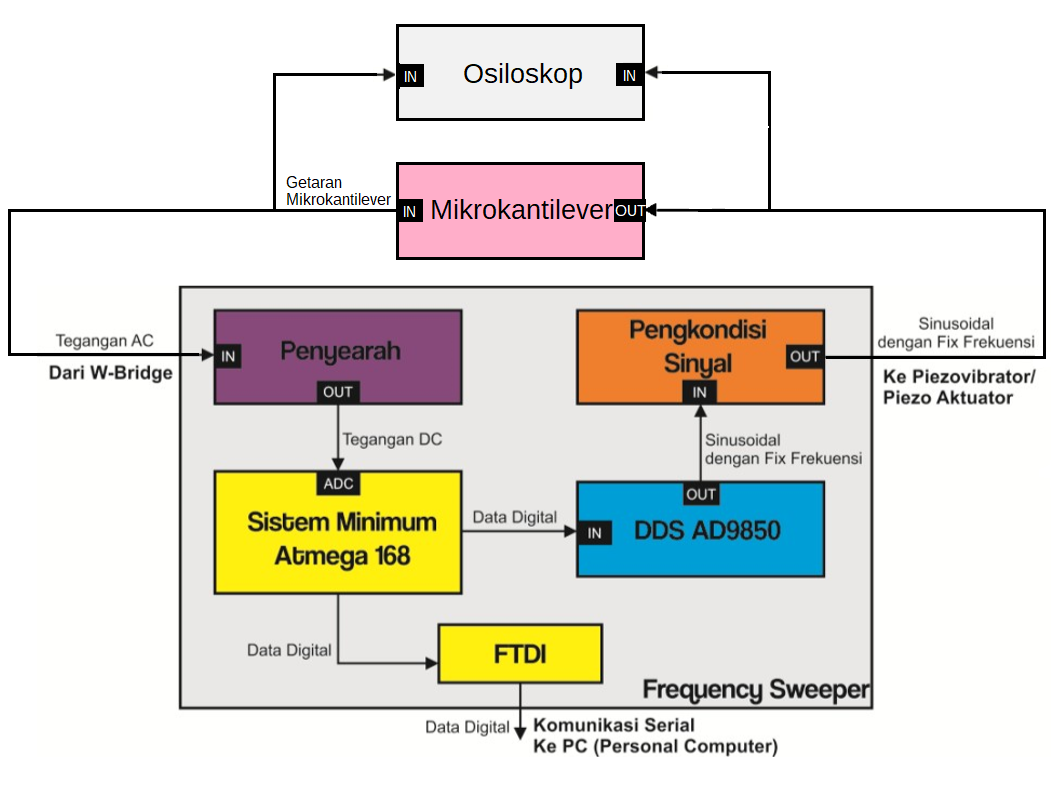 IN
Osiloskop
IN
Getaran
Mikrokantilever
IN
Mikrokantilever
OUT
Tegangan AC
Dari W-Bridge
IN
Penyearah
OUT
Pengkondisi
Sinyal
OUT
IN
Sinusoidal
dengan Fix Frekuensi
Ke Piezovibrator/
Piezo Aktuator
Tegangan DC
Sinusoidal
dengan Fix Frekuensi
ADC
Sistem Minimum
Atmega 168
Data Digital
OUT
IN
DDS AD9850
Data Digital
FTDI
Frequency Sweeper
Data Digital
Komunikasi Serial
Ke PC (Personal Computer)